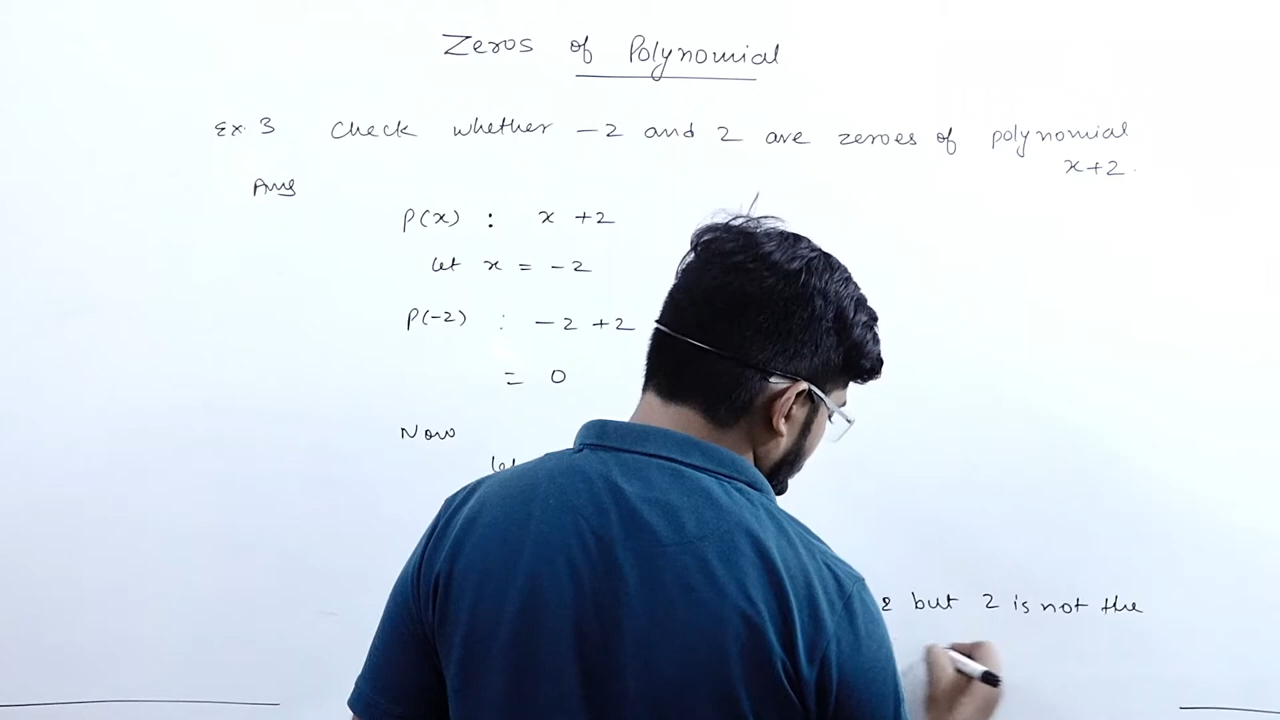 Zeros of Polynomial
Ex. 3 Check whether -2 and 2 are zeroes of polynomial
x+2.
Ans
P(x) : x +2
let x = -2
P(-2) : -2 +2
= 0
Now
but 2 is not the